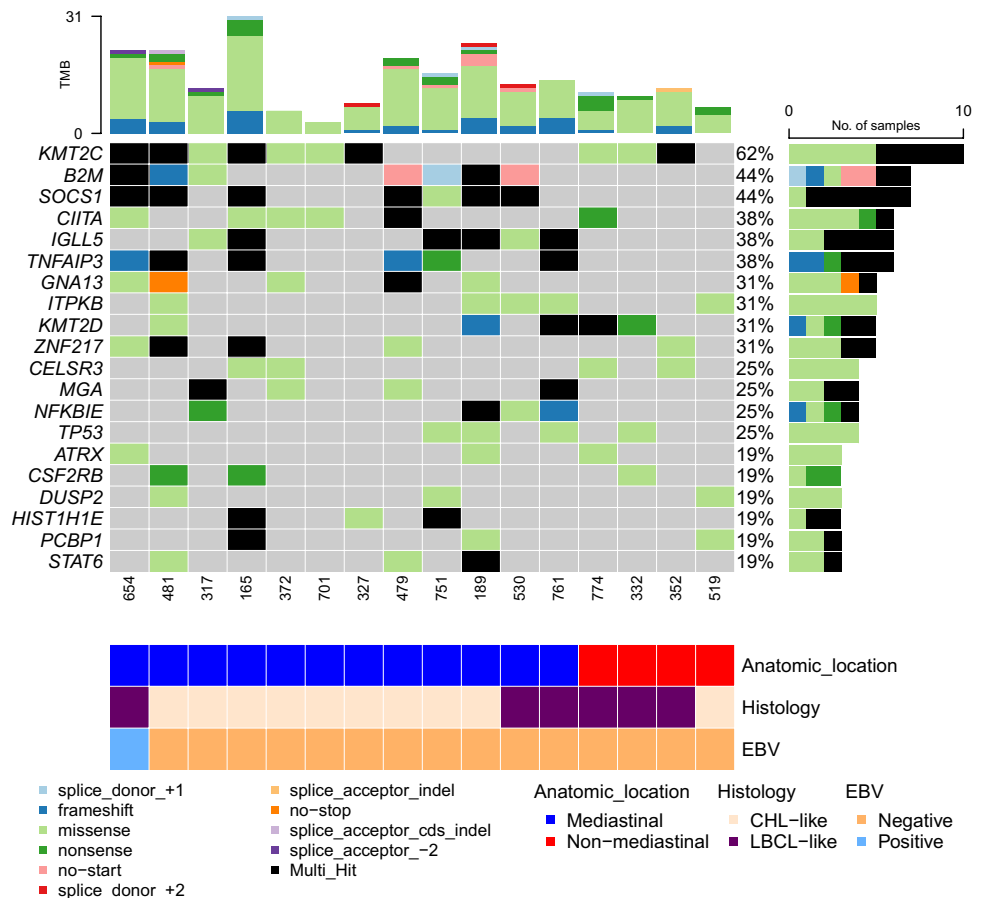 31
TMB
0
0 10
No. of samples
KMT2C 62%
B2M 44%
SOCS1 44%
CIITA 38%
IGLL5 38%
TNFAIP3 38%
GNA13 31%
ITPKB 31%
KMT2D 31%
ZNF217 31%
CELSR3 25%
MGA 25%
NFKBIE 25%
TP53 25%
ATRX 19%
CSF2RB 19%
DUSP2 19%
HIST1H1E 19%
PCBP1 19%
STAT6 19%
654 481 317 165 372 701 327 479 751 189 530 761 774 332 352 519
Anatomic_location
Histology
EBV
splice_donor_+1
frameshift
missense
nonsense
no−start
splice_donor_+2
splice_acceptor_indel
no−stop
splice_acceptor_cds_indel
splice_acceptor_−2
Multi_Hit
Anatomic_location
Mediastinal
Non−mediastinal
Histology
CHL−like
LBCL−like
EBV
Negative
Positive